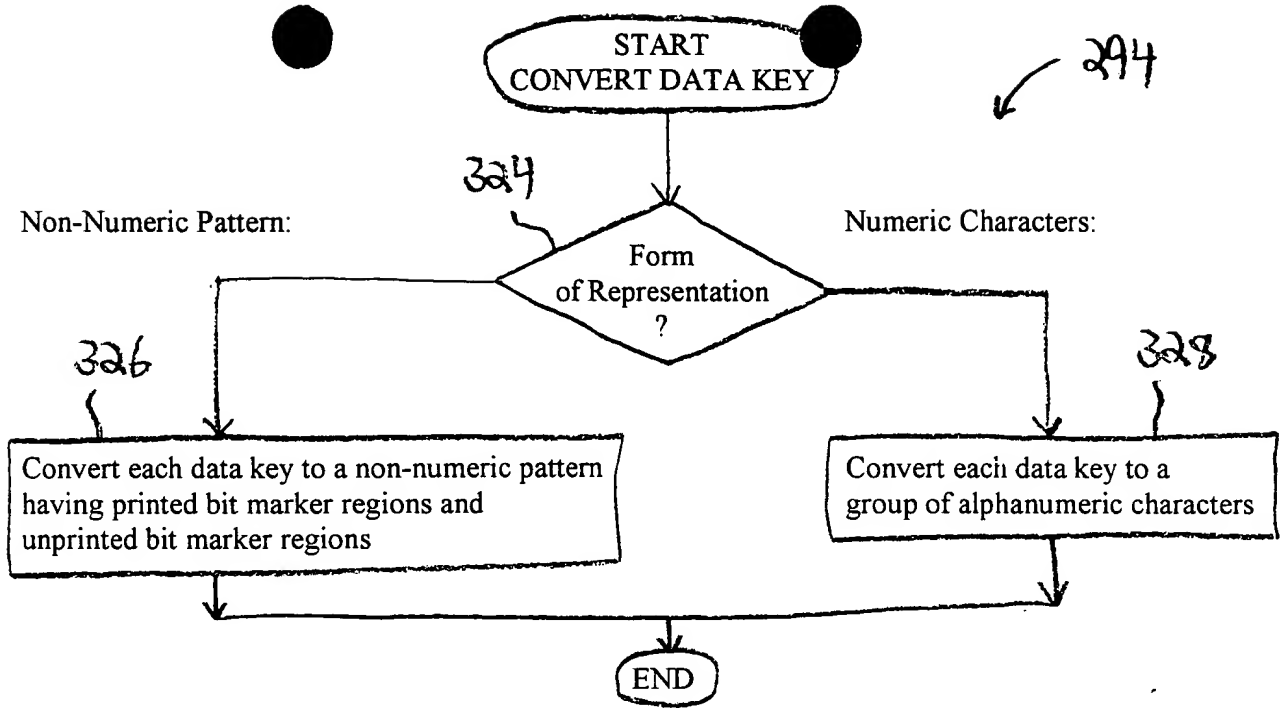 START
CONVERT DATA KEY
294
324
Non-Numeric Pattern:
Numeric Characters:
Form
of Representation
?
326
328
Convert each data key to a non-numeric pattern
having printed bit marker regions and
unprinted bit marker regions
Convert each data key to a
group of alphanumeric characters
END